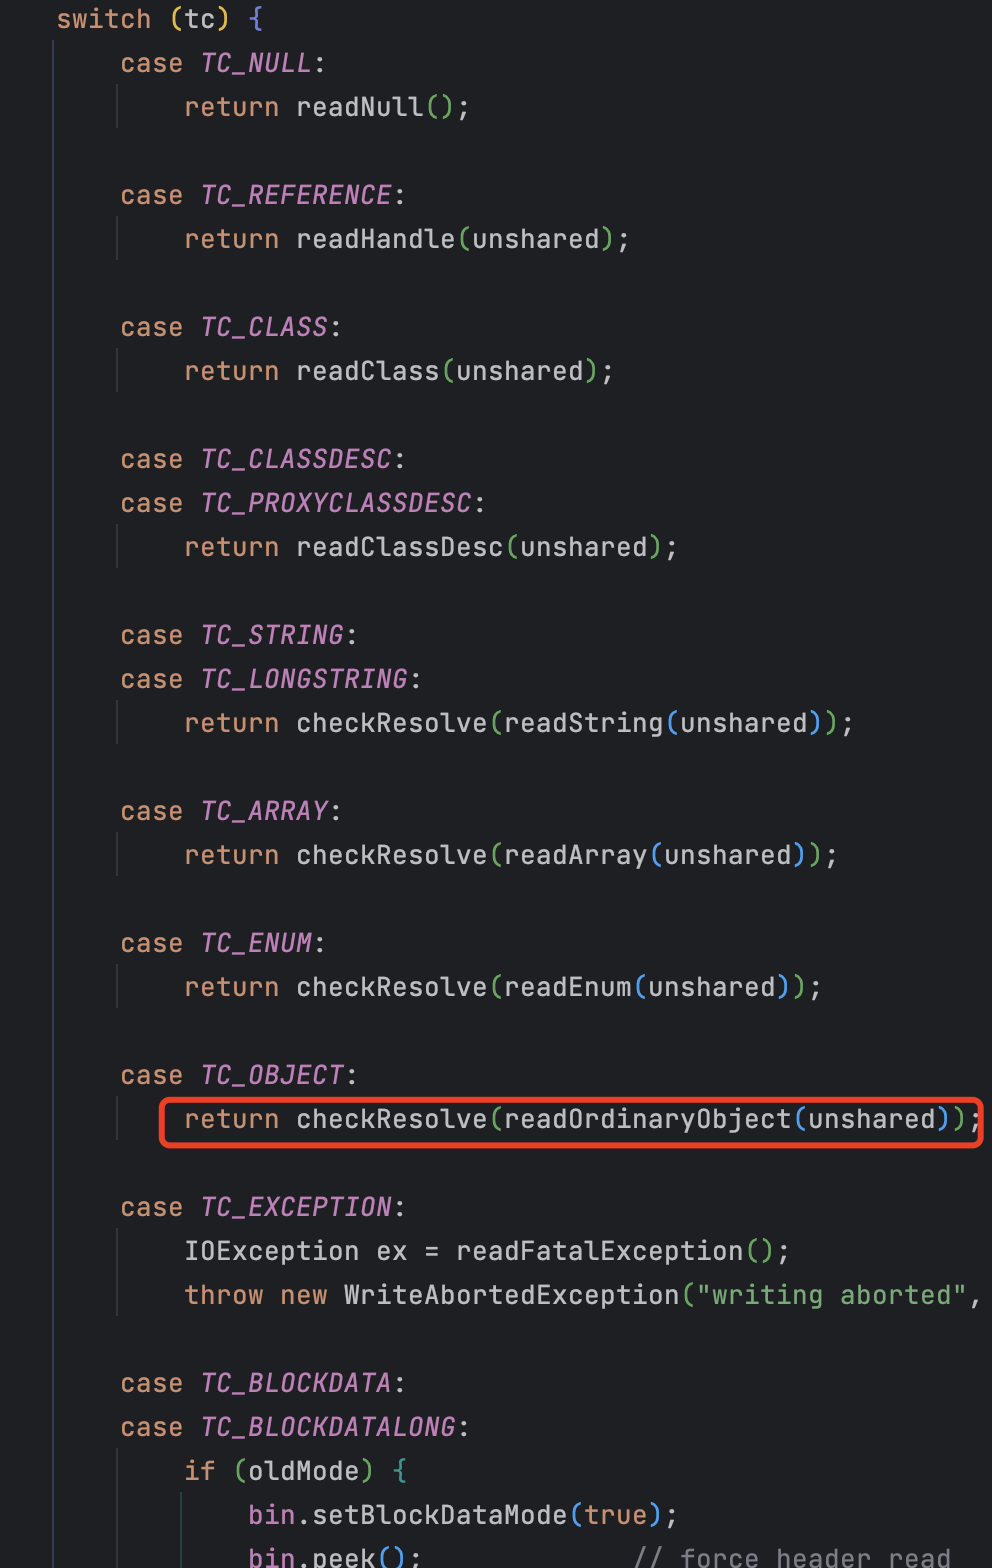 switch (tc) {
case TC_NULL:
return readNull();
case TC_REFERENCE:
return readHandle(unshared);
case TC_CLASS:
return readClass(unshared);
case TC_CLASSDESC:
case TC_PROXYCLASSDESC:
return readClassDesc(unshared);
case TC_STRING:
case TC_LONGSTRING:
return checkResolve(readString(unshared));
case TC_ARRAY:
return checkResolve(readArray(unshared));
case TC_ENUM:
return checkResolve(readEnum(unshared));
case TC_OBJECT:
return checkResolve(readOrdinaryObject(unshared));
case TC_EXCEPTION:
IOException ex = readFatalException();
throw new WriteAbortedException("writing aborted",
case TC_BLOCKDATA:
case TC_BLOCKDATALONG:
if (oldMode) {
bin.setBlockDataMode(true);
bin.peek(); // force header read